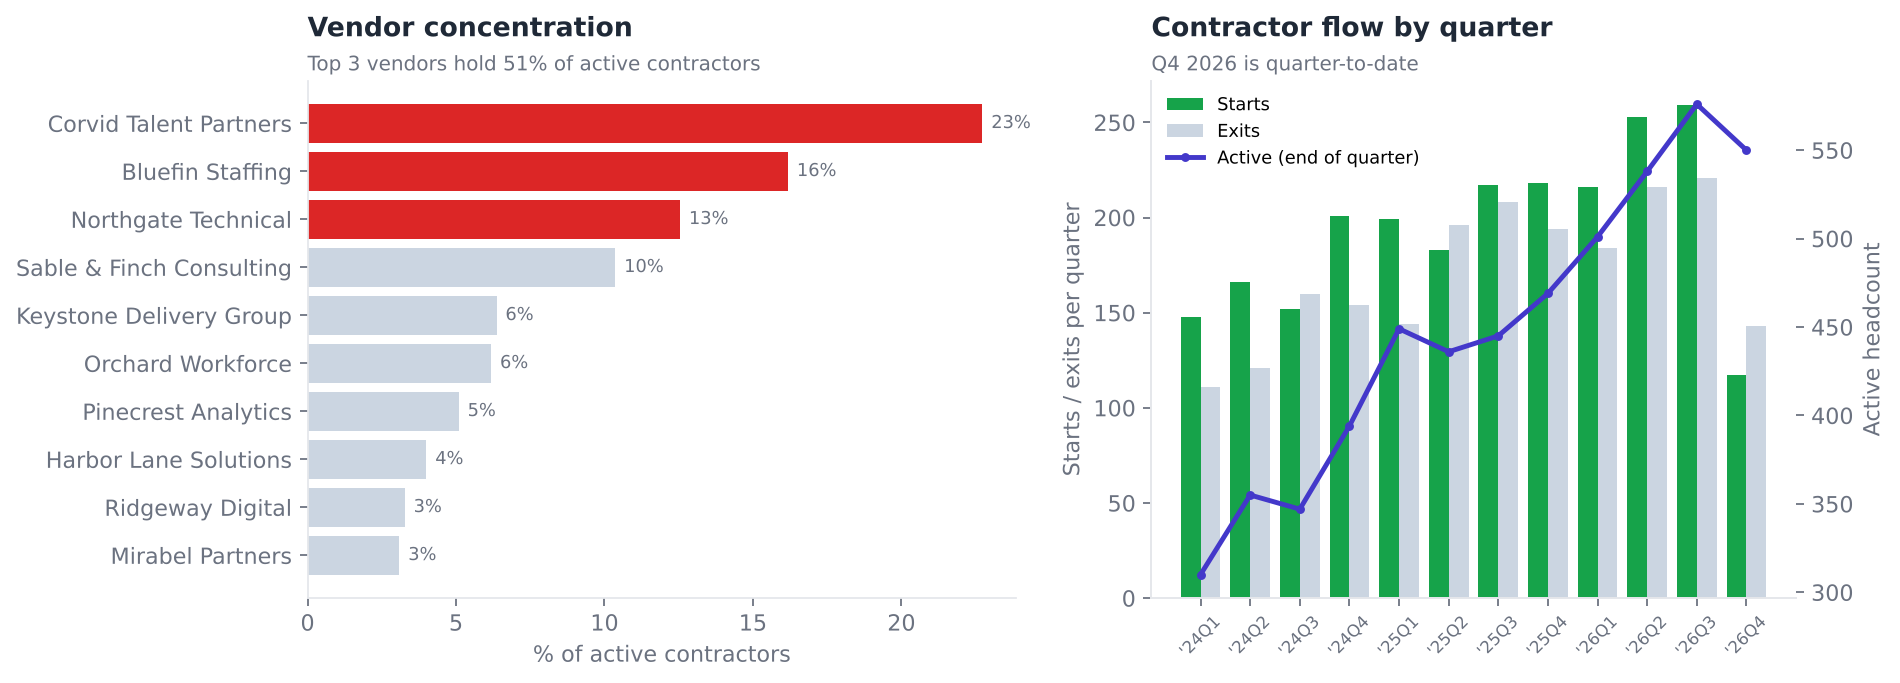 Vendor concentration
Top 3 vendors hold 51% of active contractors
Corvid Talent Partners
23%
Bluefin Staffing
16%
Northgate Technical
13%
Sable & Finch Consulting
10%
Keystone Delivery Group
6%
Orchard Workforce
6%
Pinecrest Analytics
5%
Harbor Lane Solutions
4%
Ridgeway Digital
3%
Mirabel Partners
3%
0 5 10 15 20
% of active contractors
Contractor flow by quarter
Q4 2026 is quarter-to-date
Starts
Exits
Active (end of quarter)
Starts / exits per quarter
250
200
150
100
50
0
Active headcount
550
500
450
400
350
300
'24Q1 '24Q2 '24Q3 '24Q4 '25Q1 '25Q2 '25Q3 '25Q4 '26Q1 '26Q2 '26Q3 '26Q4